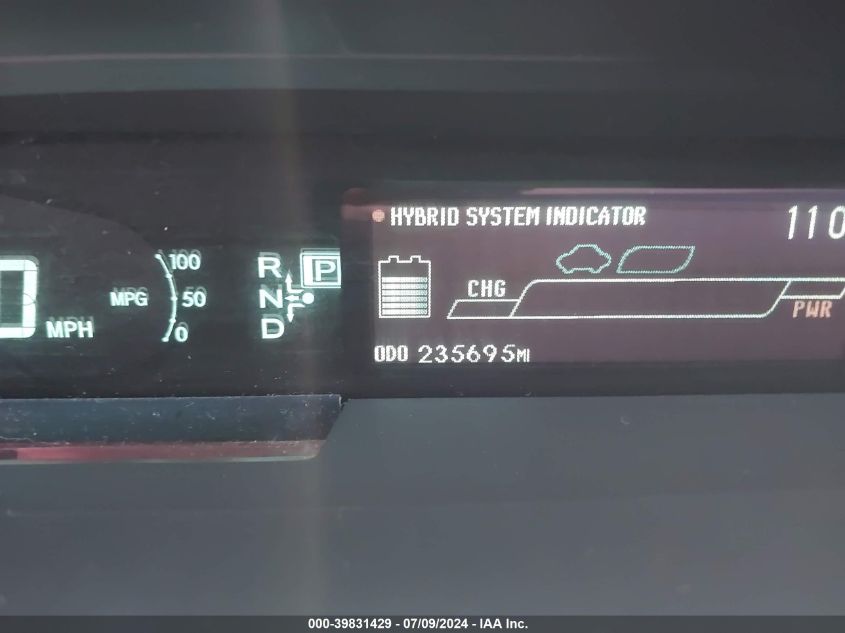 HYBRID SYSTEM INDICATOR
110
100
MPG 50
0
MPH
R
P
N
D
CHG
PWR
ODO 235695MI
000-39831429 - 07/09/2024 - IAA Inc.